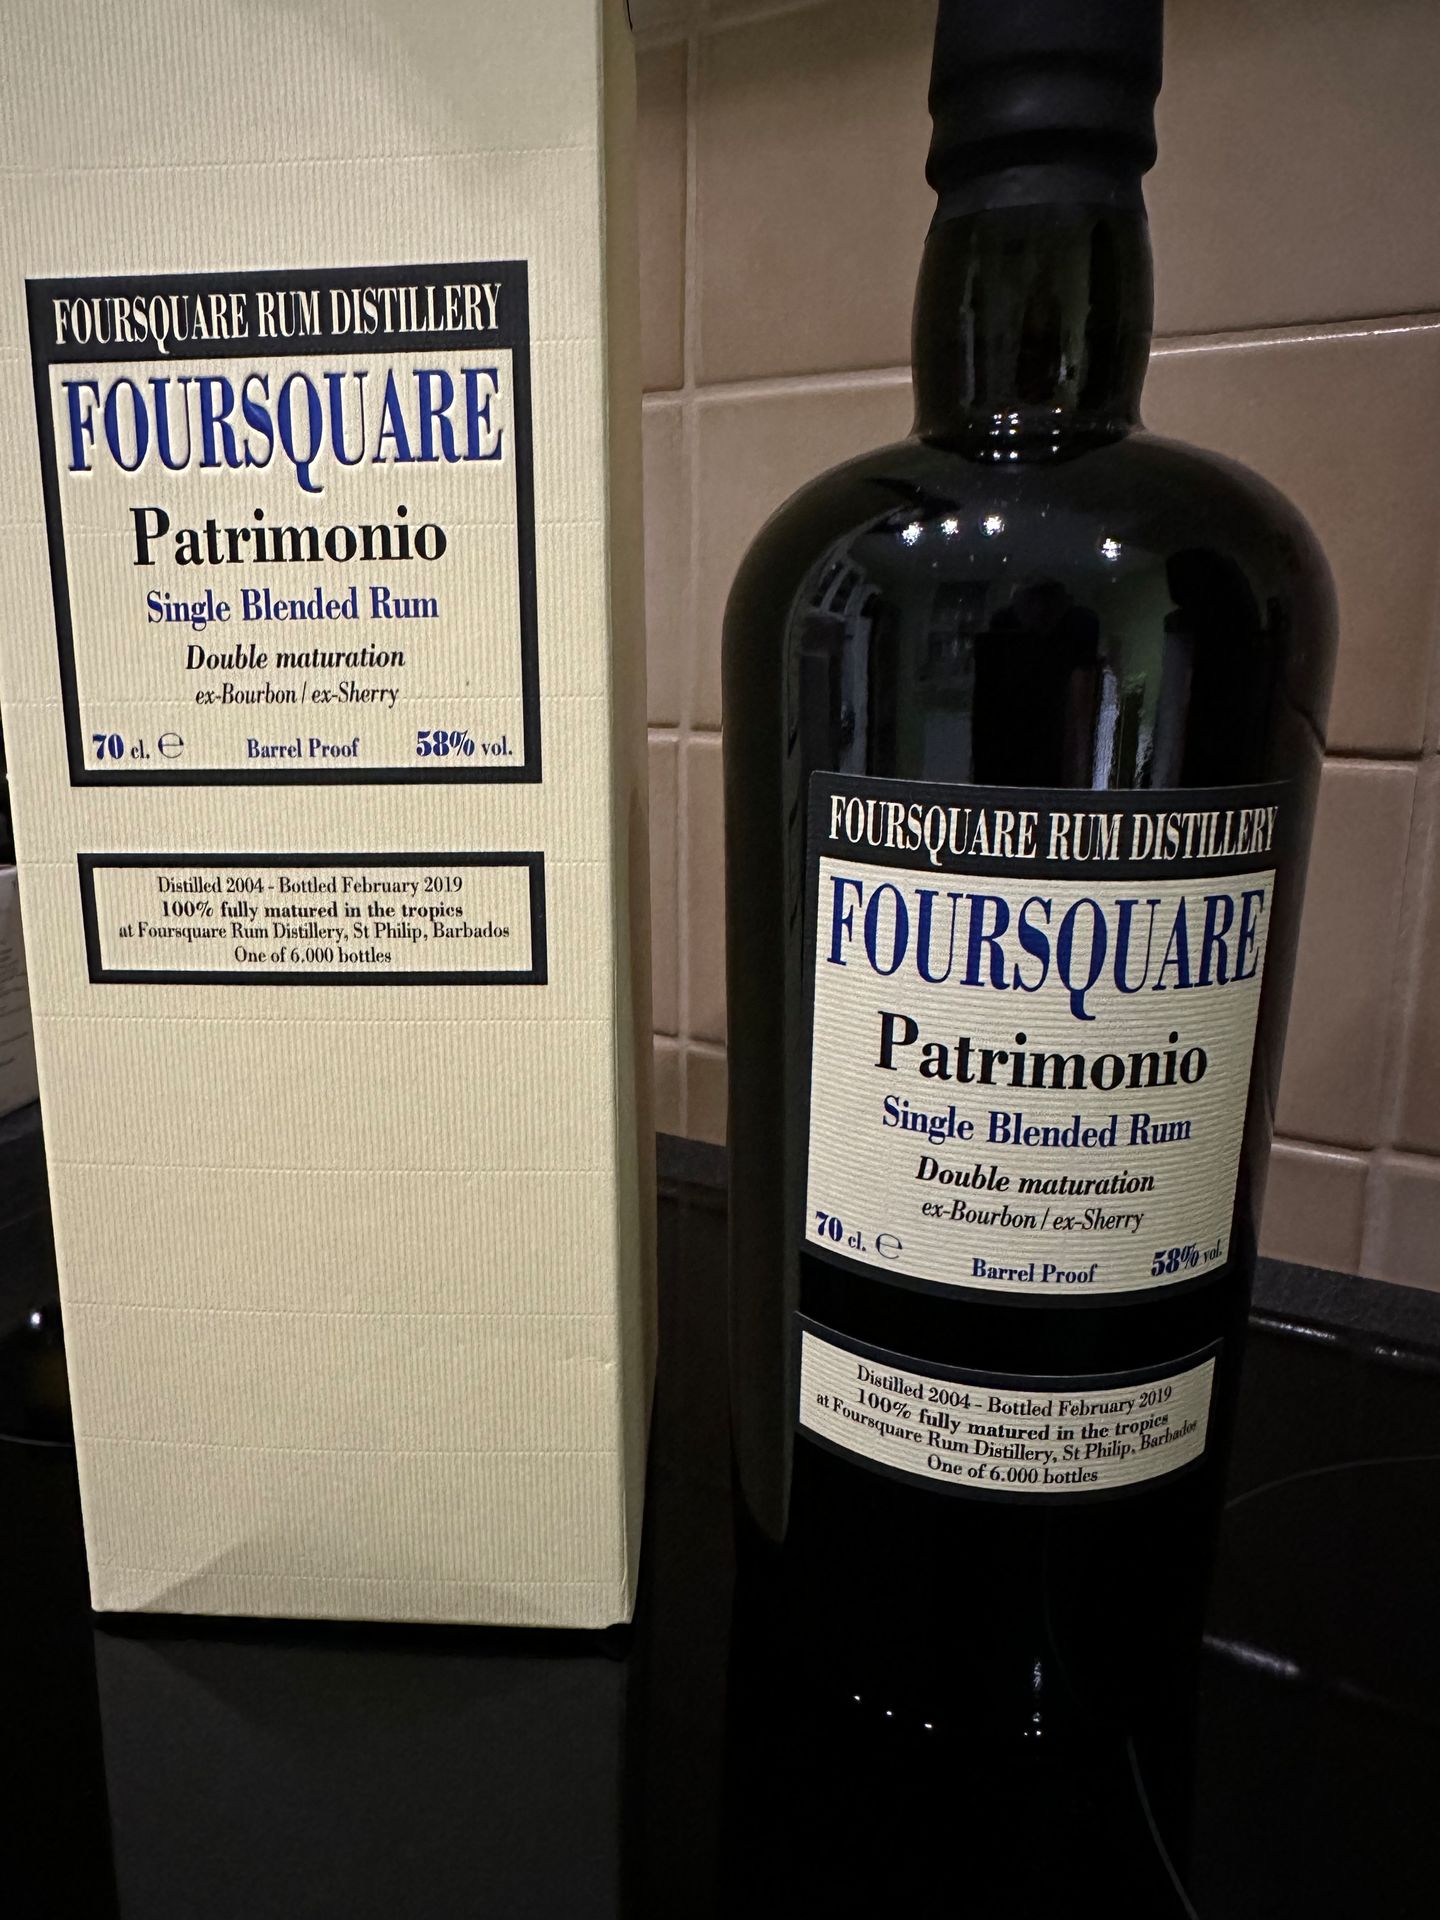 FOURSQUARE RUM DISTILLERY
FOURSQUARE
Patrimonio
Single Blended Rum
Double maturation
ex-Bourbon / ex-Sherry
70 cl. ℮ Barrel Proof 58% vol.
Distilled 2004 - Bottled February 2019
100% fully matured in the tropics
at Foursquare Rum Distillery, St Philip, Barbados
One of 6.000 bottles
FOURSQUARE RUM DISTILLERY
FOURSQUARE
Patrimonio
Single Blended Rum
Double maturation
ex-Bourbon / ex-Sherry
70 cl. ℮ Barrel Proof 58% vol.
Distilled 2004 - Bottled February 2019
100% fully matured in the tropics
at Foursquare Rum Distillery, St Philip, Barbados
One of 6.000 bottles